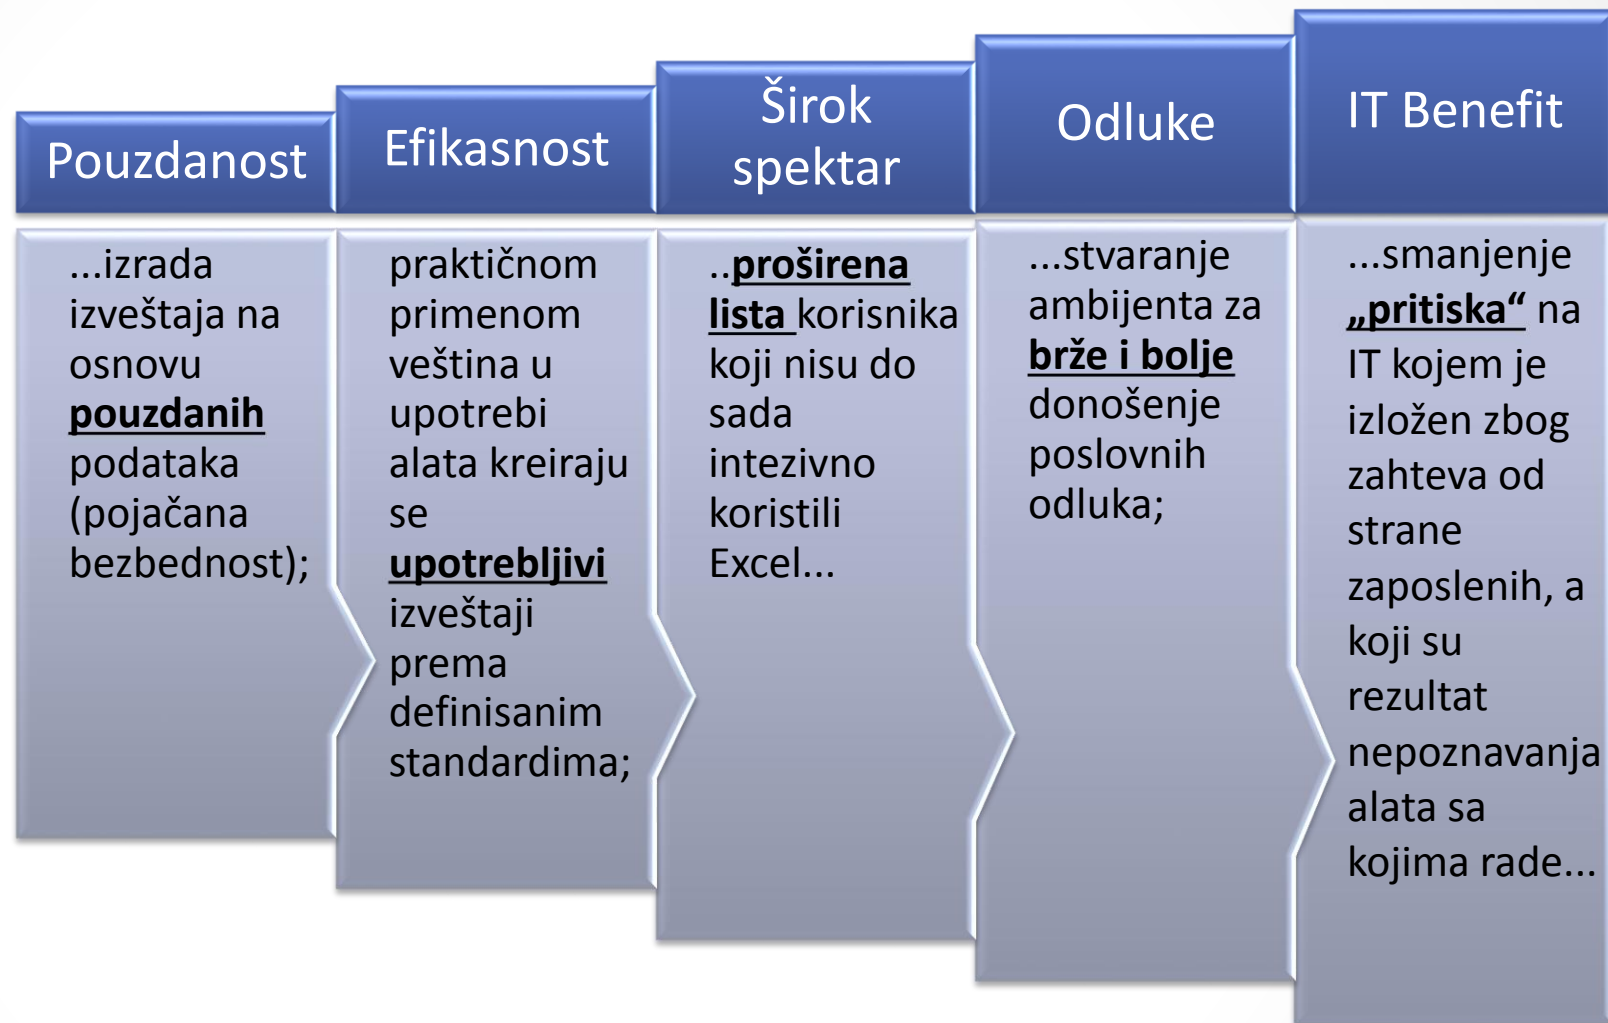 Pouzdanost
...izrada
izveštaja na
osnovu
pouzdanih
podataka
(pojačana
bezbednost);
Efikasnost
praktičnom
primenom
veština u
upotrebi
alata kreiraju
se
upotrebljivi
izveštaji
prema
definisanim
standardima;
Širok
spektar
..proširena
lista korisnika
koji nisu do
sada
intezivno
koristili
Excel...
Odluke
...stvaranje
ambijenta za
brže i bolje
donošenje
poslovnih
odluka;
IT Benefit
...smanjenje
„pritiska“ na
IT kojem je
izložen zbog
zahteva od
strane
zaposlenih, a
koji su
rezultat
nepoznavanja
alata sa
kojima rade...